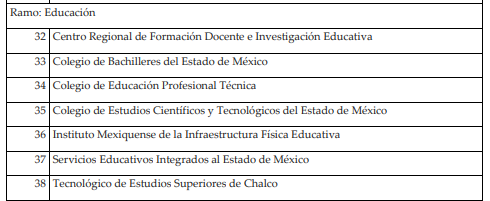 Ramo: Educación
32 Centro Regional de Formación Docente e Investigación Educativa
33 Colegio de Bachilleres del Estado de México
34 Colegio de Educación Profesional Técnica
35 Colegio de Estudios Científicos y Tecnológicos del Estado de México
36 Instituto Mexiquense de la Infraestructura Física Educativa
37 Servicios Educativos Integrados al Estado de México
38 Tecnológico de Estudios Superiores de Chalco